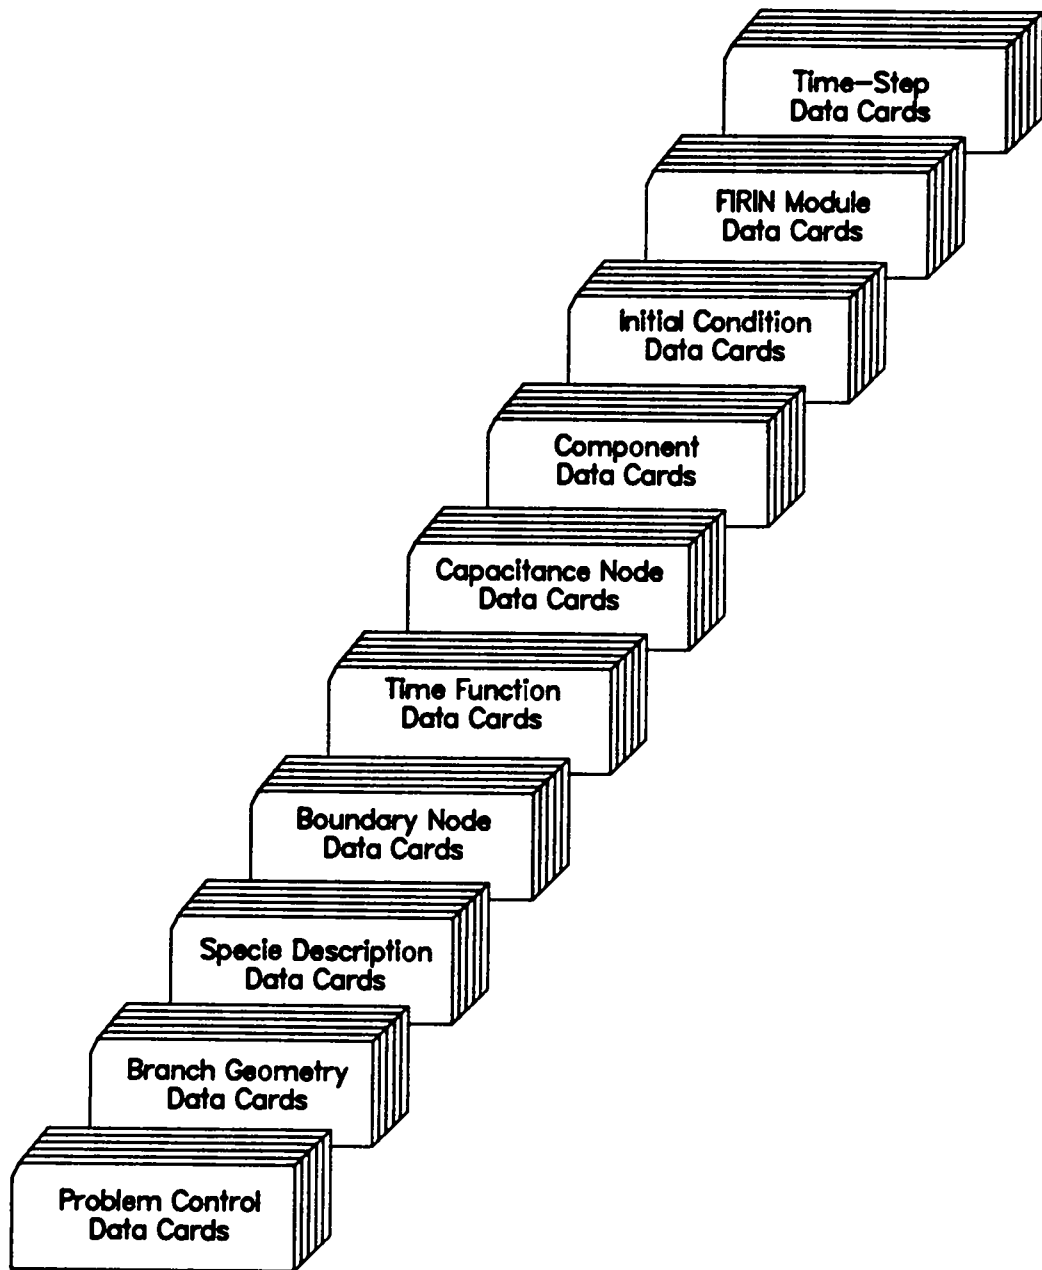 Time-Step
Data Cards
FIRIN Module
Data Cards
Initial Condition
Data Cards
Component
Data Cards
Capacitance Node
Data Cards
Time Function
Data Cards
Boundary Node
Data Cards
Specie Description
Data Cards
Branch Geometry
Data Cards
Problem Control
Data Cards